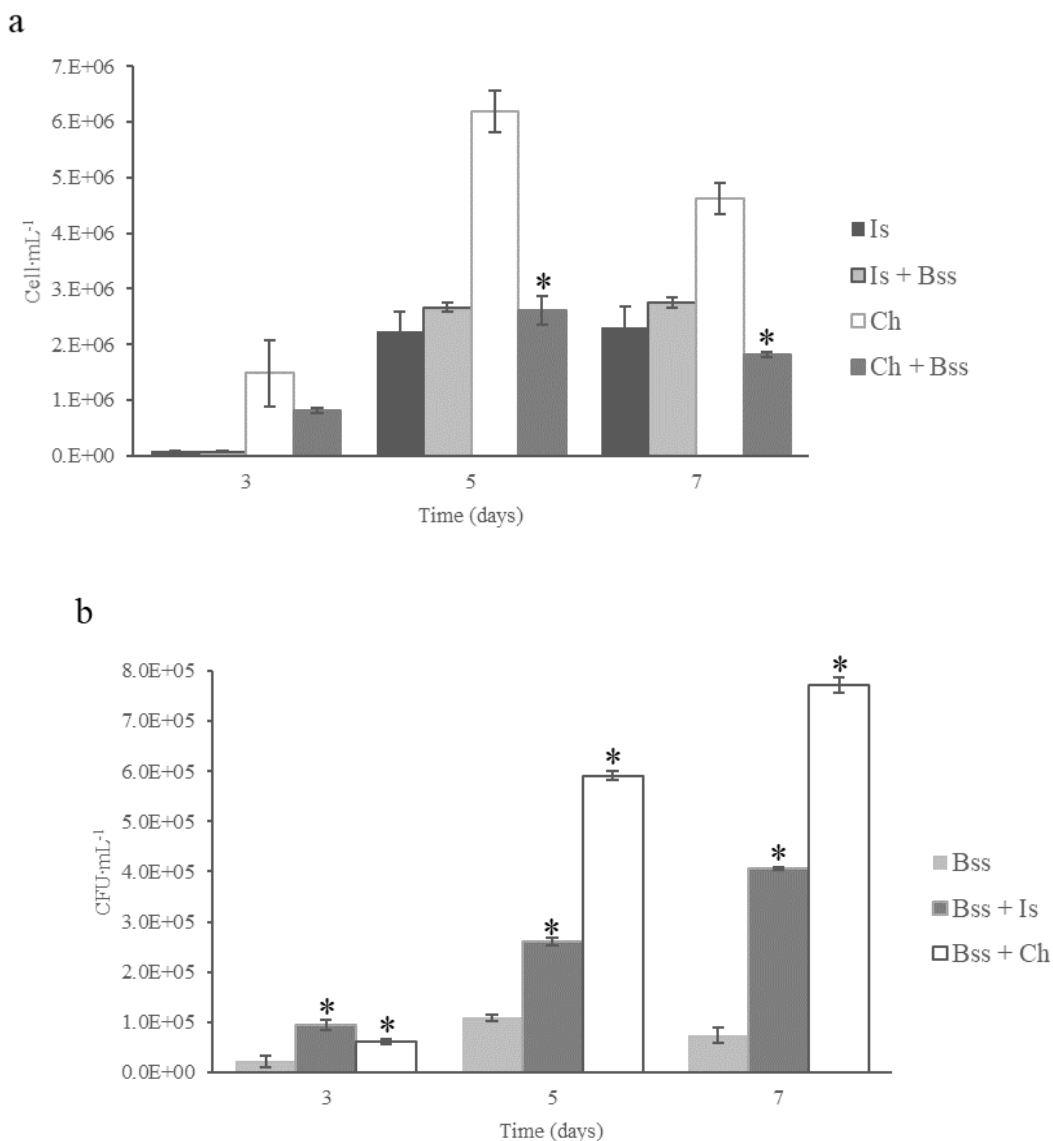 a
7.E+06
6.E+06
5.E+06
4.E+06
3.E+06
2.E+06
1.E+06
0.E+00
Cell·mL-1
3 5 7
Time (days)
* *
Is
Is + Bss
Ch
Ch + Bss
b
8.0E+05
7.0E+05
6.0E+05
5.0E+05
4.0E+05
3.0E+05
2.0E+05
1.0E+05
0.0E+00
CFU·mL-1
3 5 7
Time (days)
* * * * * *
Bss
Bss + Is
Bss + Ch